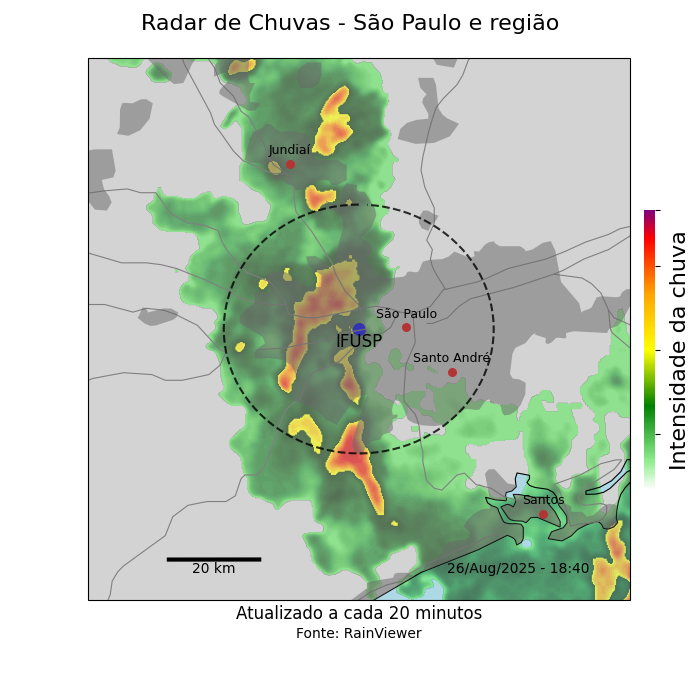 Radar de Chuvas - São Paulo e região
Jundiaí
São Paulo
IFUSP
Santo André
Santos
20 km
26/Aug/2025 - 18:40
Intensidade da chuva
Atualizado a cada 20 minutos
Fonte: RainViewer